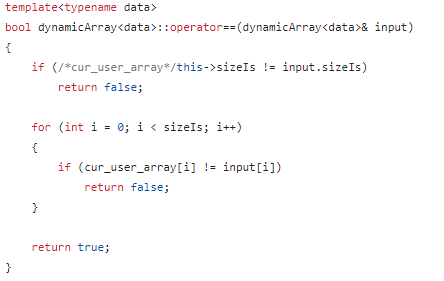 template<typename data>
bool dynamicArray<data>::operator==(dynamicArray<data>& input)
{
    if (/*cur_user_array*/this->sizeIs != input.sizeIs)
        return false;

    for (int i = 0; i < sizeIs; i++)
    {
        if (cur_user_array[i] != input[i])
            return false;
    }

    return true;
}